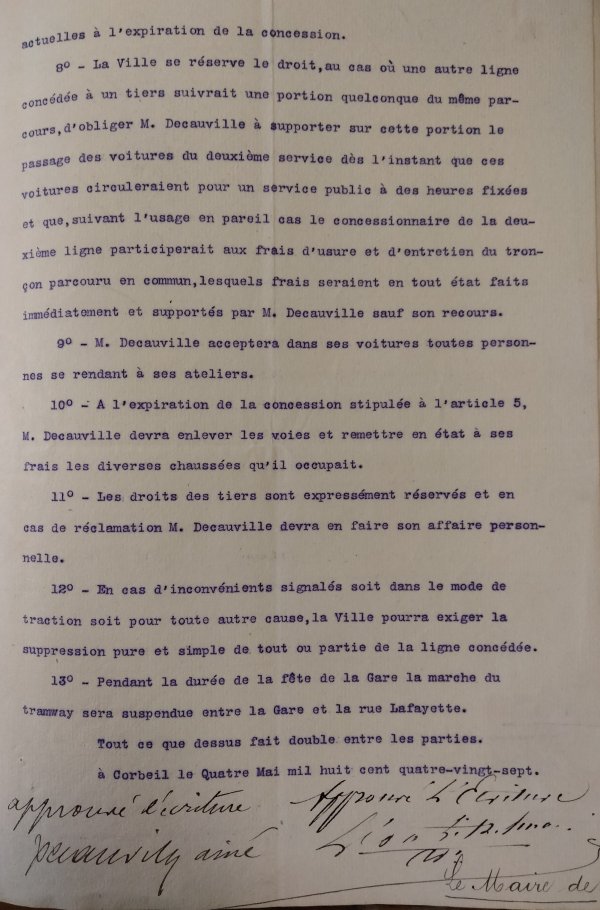 actuelles à l'expiration de la concession.
8º - La Ville se réserve le droit,au cas où une autre ligne
concédée à un tiers suivrait une portion quelconque du même par-
cours,d'obliger M. Decauville à supporter sur cette portion le
passage des voitures du deuxième service dès l'instant que ces
voitures circuleraient pour un service public à des heures fixées
et que,suivant l'usage en pareil cas le concessionnaire de la deu-
xième ligne participerait aux frais d'usure et d'entretien du tron-
çon parcouru en commun,lesquels frais seraient en tout état faits
immédiatement et supportés par M. Decauville sauf son recours.
9º - M. Decauville acceptera dans ses voitures toutes person-
nes se rendant à ses ateliers.
10º - A l'expiration de la concession stipulée à l'article 5,
M. Decauville devra enlever les voies et remettre en état à ses
frais les diverses chaussées qu'il occupait.
11º - Les droits des tiers sont expressément réservés et en
cas de réclamation M. Decauville devra en faire son affaire person-
nelle.
12º - En cas d'inconvénients signalés soit dans le mode de
traction soit pour toute autre cause,la Ville pourra exiger la
suppression pure et simple de tout ou partie de la ligne concédée.
13º - Pendant la durée de la fête de la Gare la marche du
tramway sera suspendue entre la Gare et la rue Lafayette.
Tout ce que dessus fait double entre les parties.
à Corbeil le Quatre Mai mil huit cent quatre-vingt-sept.
approuvé l'écriture
Approuvé l'Ecriture
Decauville aîné
Le Maire de